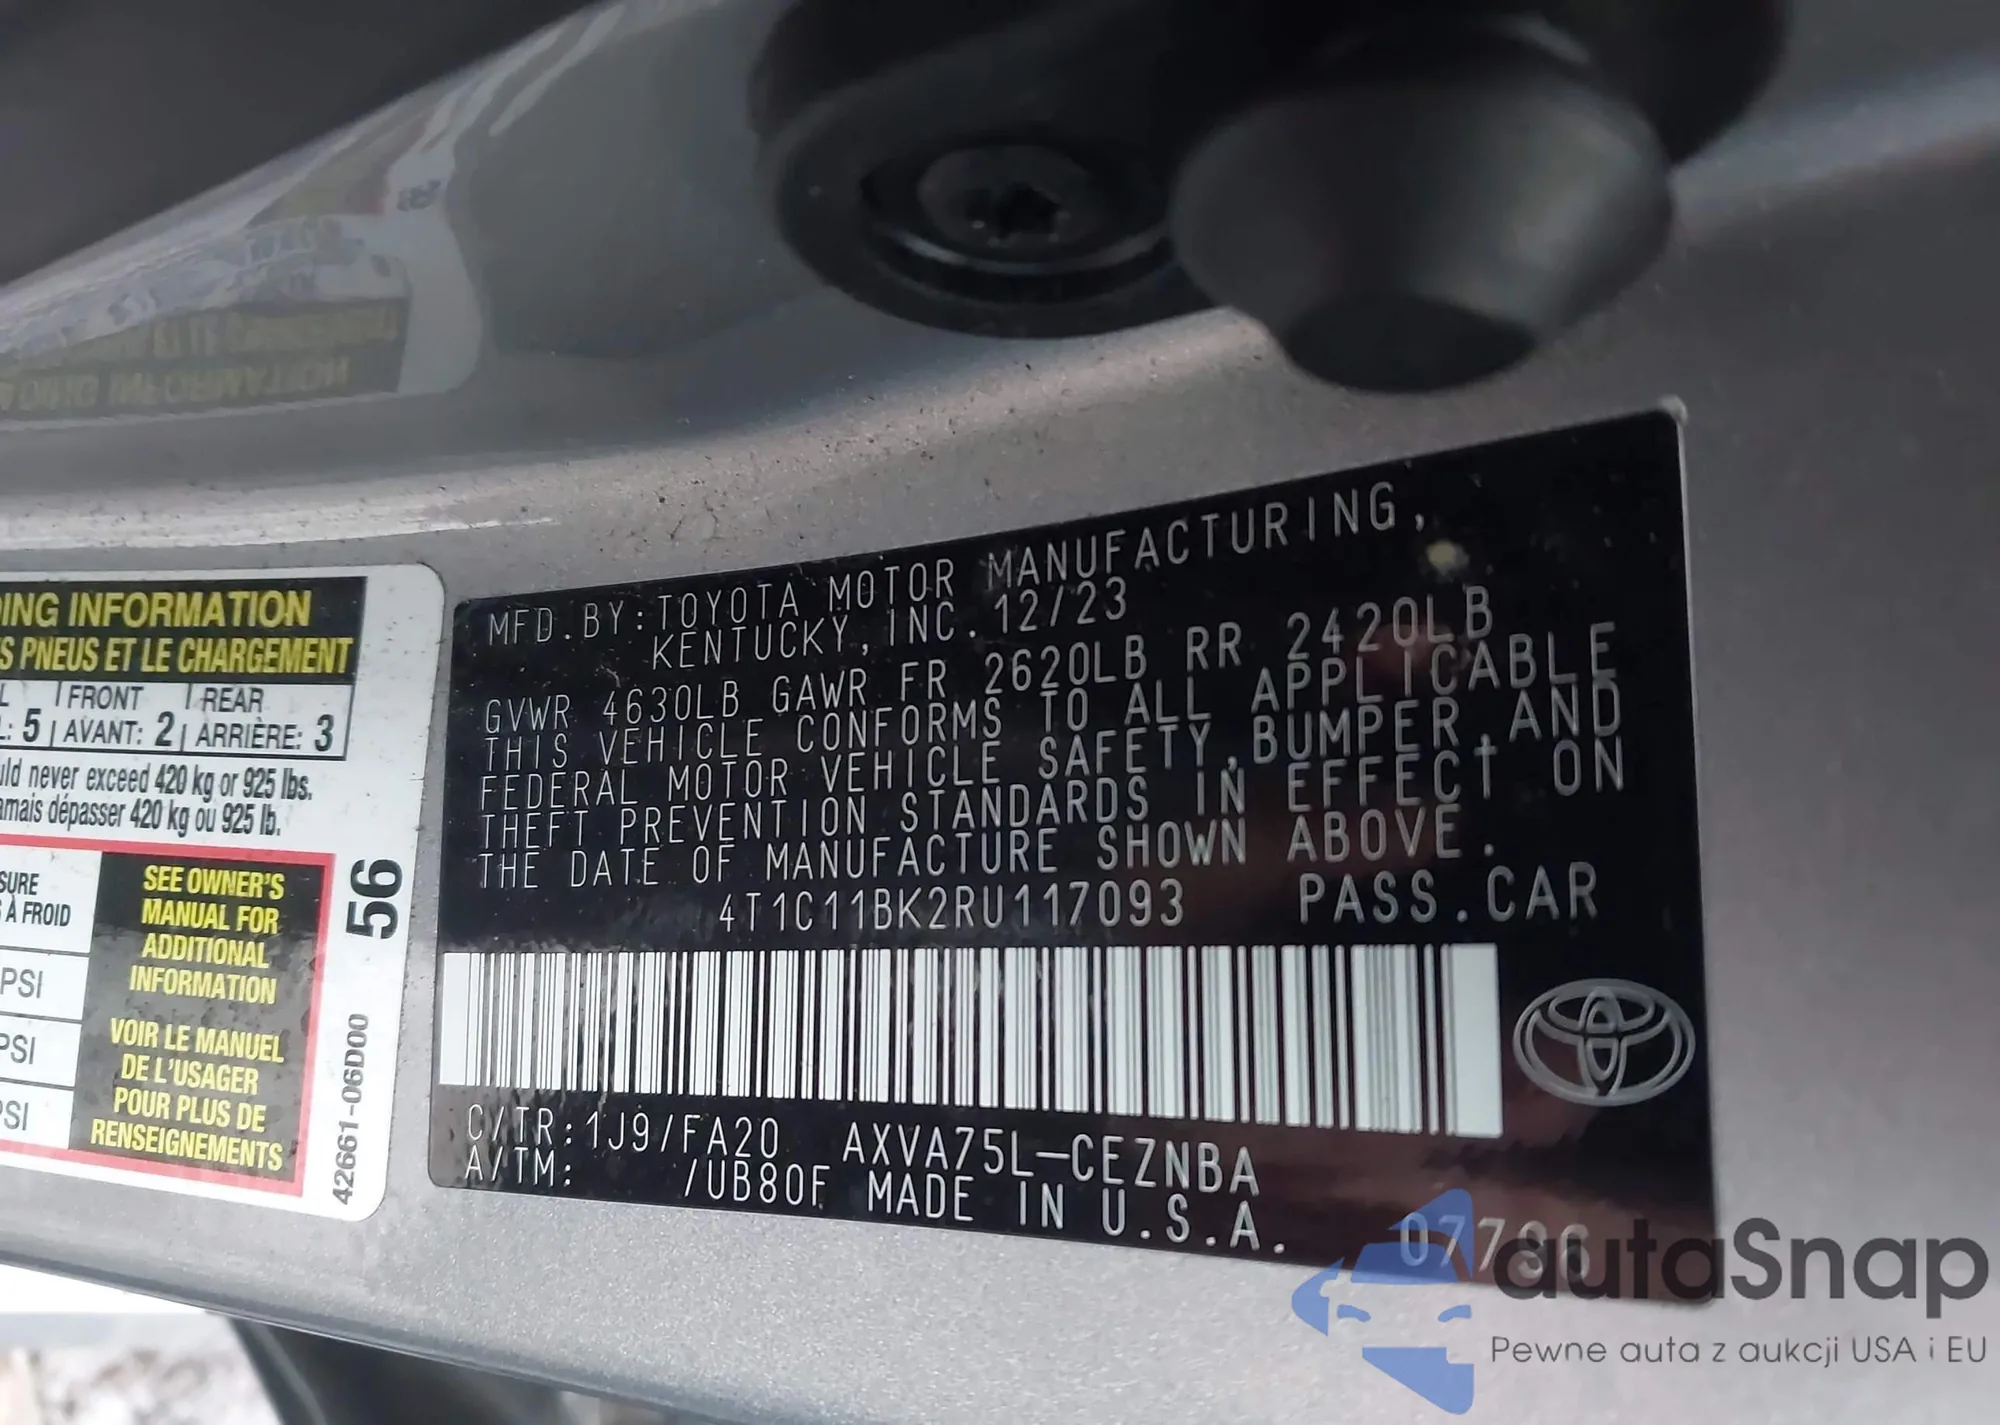 DING INFORMATION
S PNEUS ET LE CHARGEMENT
L | FRONT | REAR
L: 5 | AVANT: 2 | ARRIÈRE: 3
uld never exceed 420 kg or 925 lbs.
amais dépasser 420 kg ou 925 lb.
SURE
À FROID
PSI
PSI
PSI
SEE OWNER'S
MANUAL FOR
ADDITIONAL
INFORMATION
VOIR LE MANUEL
DE L'USAGER
POUR PLUS DE
RENSEIGNEMENTS
56
42661-06D00
MFD.BY:TOYOTA MOTOR MANUFACTURING,
KENTUCKY, INC. 12/23
GVWR 4630LB GAWR FR 2620LB RR 2420LB
THIS VEHICLE CONFORMS TO ALL APPLICABLE
FEDERAL MOTOR VEHICLE SAFETY,BUMPER,AND
THEFT PREVENTION STANDARDS IN EFFECT ON
THE DATE OF MANUFACTURE SHOWN ABOVE.
4T1C11BK2RU117093 PASS.CAR
C/TR:1J9/FA20 AXVA75L-CEZNBA
A/TM: /UB80F MADE IN U.S.A.
autaSnap
Pewne auta z aukcji USA i EU